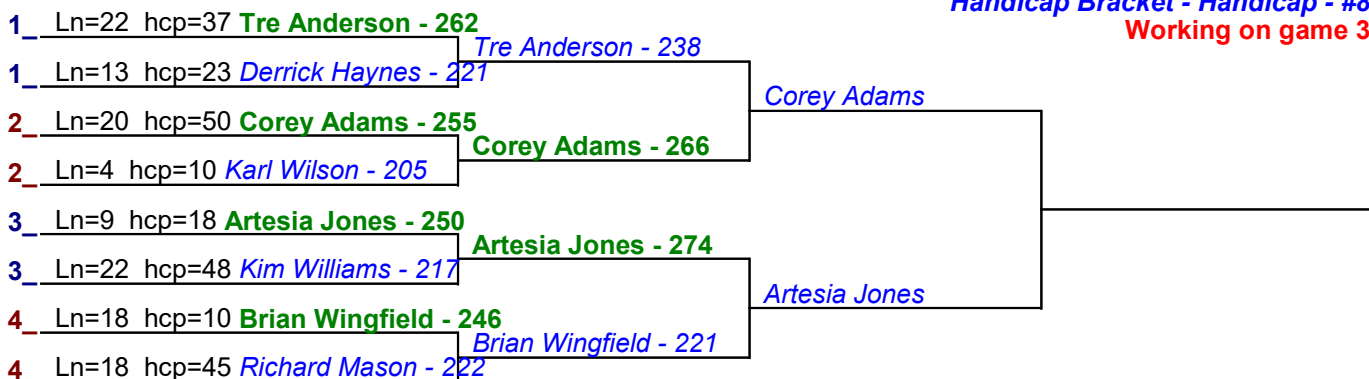 Handicap Bracket - Handicap - #8
Working on game 3
1_ Ln=22 hcp=37 Tre Anderson - 262
Tre Anderson - 238
1_ Ln=13 hcp=23 Derrick Haynes - 221
Corey Adams
2_ Ln=20 hcp=50 Corey Adams - 255
Corey Adams - 266
2_ Ln=4 hcp=10 Karl Wilson - 205
3_ Ln=9 hcp=18 Artesia Jones - 250
Artesia Jones - 274
3_ Ln=22 hcp=48 Kim Williams - 217
Artesia Jones
4_ Ln=18 hcp=10 Brian Wingfield - 246
Brian Wingfield - 221
4 Ln=18 hcp=45 Richard Mason - 222